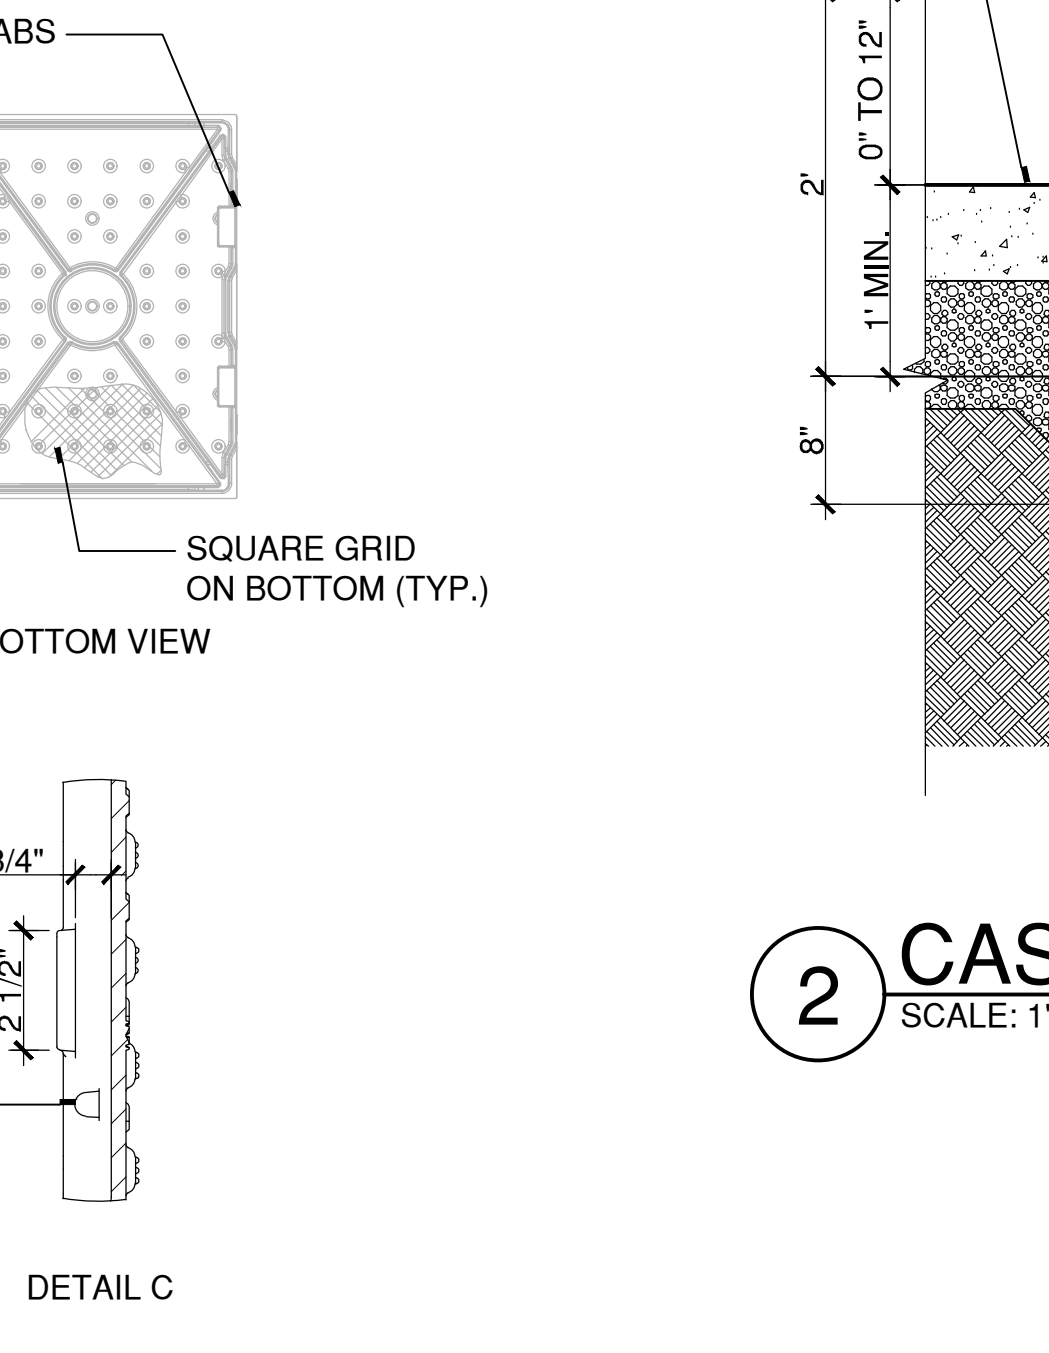 ABS
SQUARE GRID
ON BOTTOM (TYP.)
OTTOM VIEW
3/4"
2 1/2"
DETAIL C
0" TO 12"
2'
1' MIN.
8"
2
CAS
SCALE: 1"